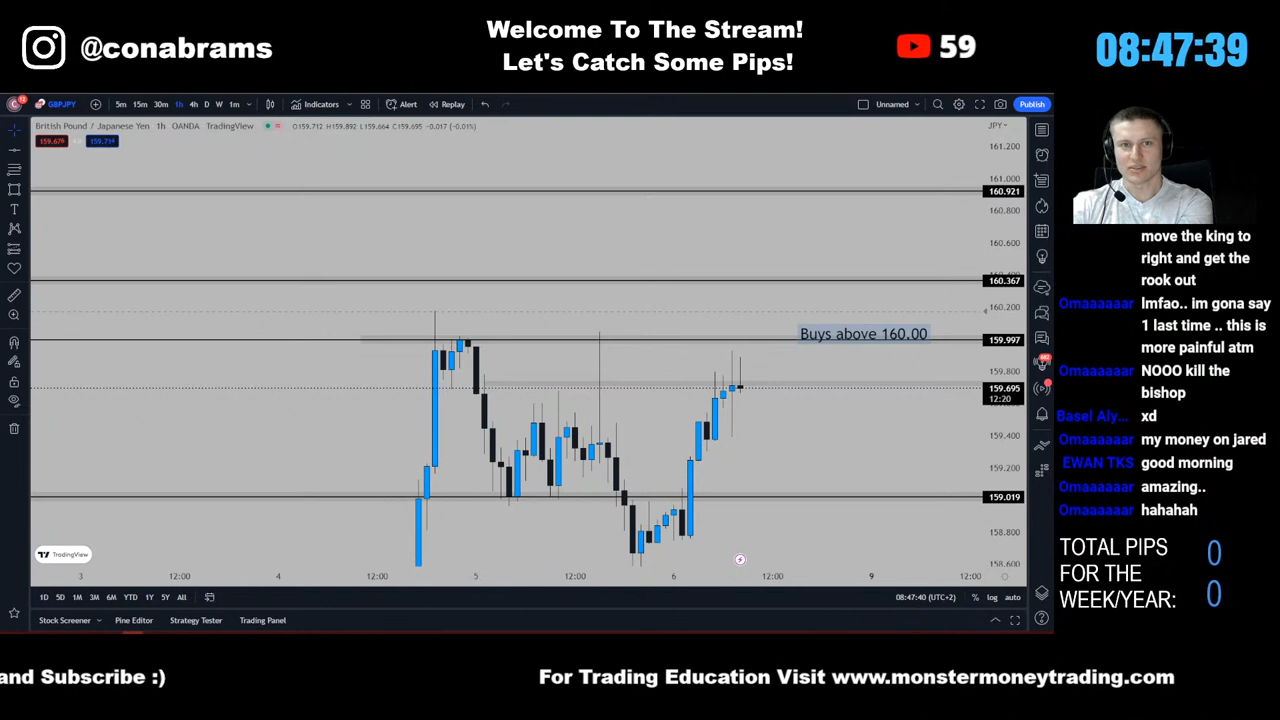 @conabrams
Welcome To The Stream!
Let's Catch Some Pips!
59
08:47:39
GBPJPY
5m 15m 30m 1h 4h D W 1m
Indicators
Alert
Replay
Unnamed
Publish
British Pound / Japanese Yen 1h OANDA TradingView
O159.712 H159.892 L159.664 C159.695 -0.017 (-0.01%)
JPY
159.676
159.714
161.200
161.000
160.921
160.800
160.600
160.367
160.200
Buys above 160.00
159.997
159.800
159.695
12:20
159.400
159.200
159.019
158.800
158.600
TradingView
3 12:00 4 12:00 5 12:00 6 12:00 9 12:00
1D 5D 1M 3M 6M YTD 1Y 5Y All
08:47:40 (UTC+2)
% log auto
Stock Screener Pine Editor Strategy Tester Trading Panel
move the king to
right and get the
rook out
Omaaaaaar lmfao.. im gona say
1 last time .. this is
more painful atm
Omaaaaaar NOOO kill the
bishop
Basel Aly... xd
Omaaaaaar my money on jared
EWAN TKS good morning
Omaaaaaar amazing..
Omaaaaaar hahahah
TOTAL PIPS
FOR THE
WEEK/YEAR:
0
0
and Subscribe :)
For Trading Education Visit www.monstermoneytrading.com